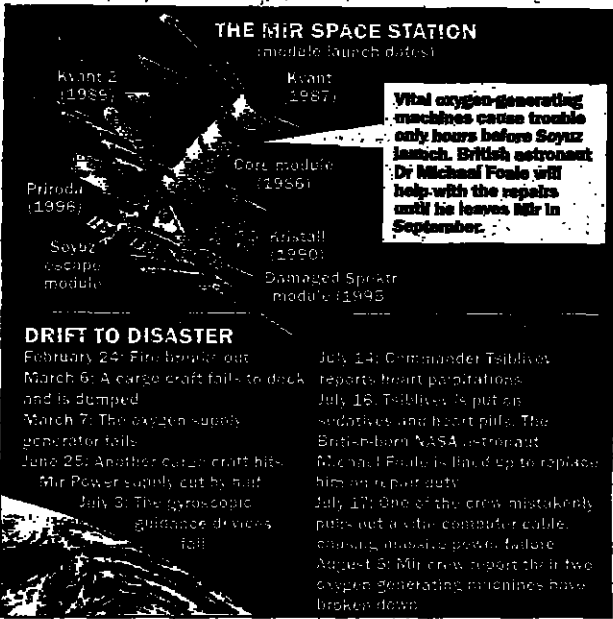 THE MIR SPACE STATION
(module launch dates)
Kvant 2
(1989)
Kvant
(1987)
Vital oxygen-generating
machines cause trouble
only hours before Soyuz
launch. British astronaut
Dr Michael Foale will
help with the repairs
until he leaves Mir in
September.
Core module
(1986)
Priroda
(1996)
Soyuz
escape
module
Kristall
(1990)
Damaged Spektr
module (1995
DRIFT TO DISASTER
February 24: Fire breaks out
March 6: A cargo craft fails to dock
and is dumped
March 7: The oxygen supply
generator fails
June 25: Another cargo craft hits
Mir Power supply cut by half
July 3: The gyroscopic
guidance devices
fail
July 14: Commander Tsibliyev
reports heart palpitations
July 16: Tsibliyev is put on
sedatives and heart pills. The
British-born NASA astronaut
Michael Foale is lined up to replace
him on repair duty
July 17: One of the crew mistakenly
pulls out a vital computer cable,
causing massive power failure
August 5: Mir crew report their two
oxygen generating machines have
broken down